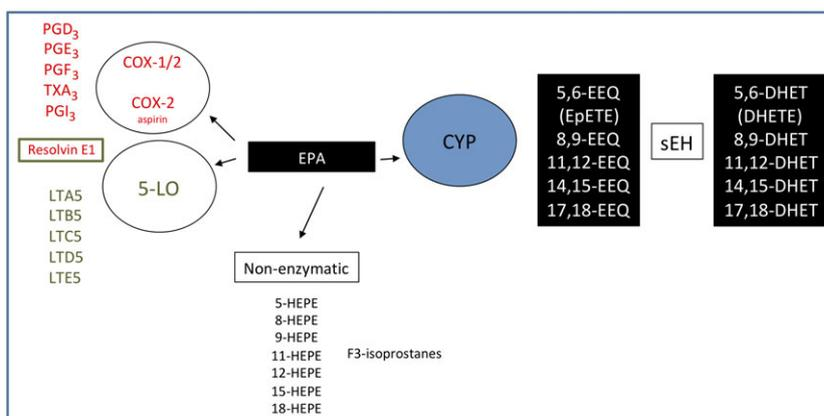 PGD3
PGE3
PGF3
TXA3
PGI3
COX-1/2
COX-2
aspirin
Resolvin E1
5-LO
LTA5
LTB5
LTC5
LTD5
LTE5
EPA
CYP
5,6-EEQ
(EpETE)
8,9-EEQ
11,12-EEQ
14,15-EEQ
17,18-EEQ
sEH
5,6-DHET
(DHETE)
8,9-DHET
11,12-DHET
14,15-DHET
17,18-DHET
Non-enzymatic
5-HEPE
8-HEPE
9-HEPE
11-HEPE
12-HEPE
15-HEPE
18-HEPE
F3-isoprostanes